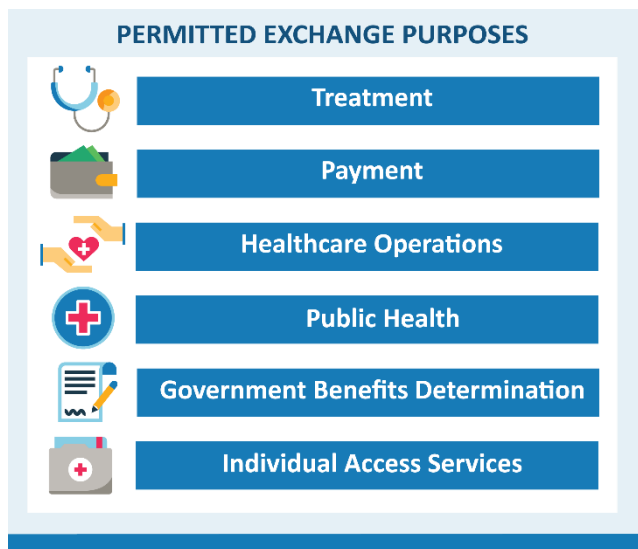 PERMITTED EXCHANGE PURPOSES
Treatment
Payment
Healthcare Operations
Public Health
Government Benefits Determination
Individual Access Services